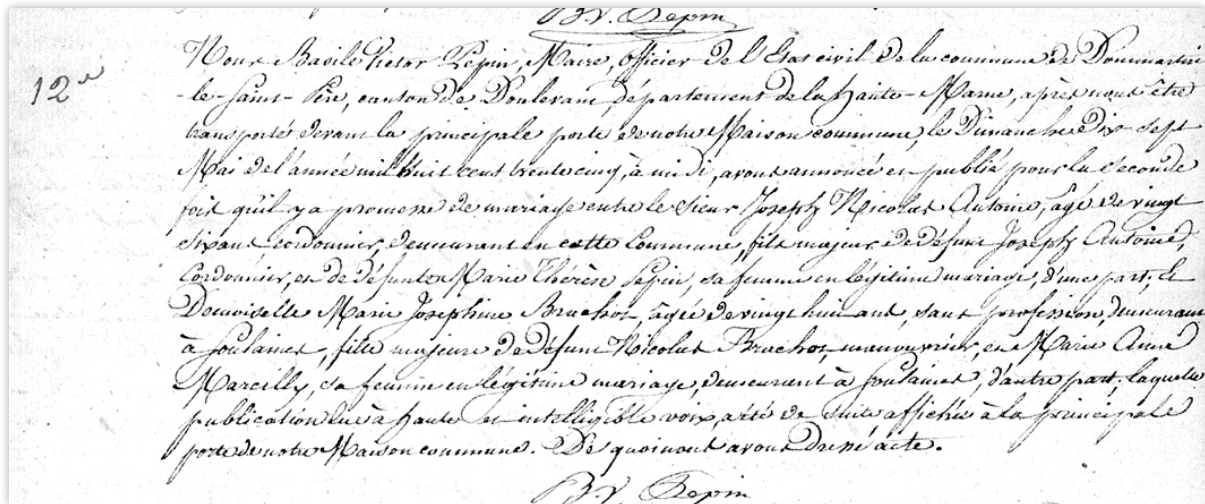 B.V. Pepin
12e
Nous Basile Victor Pepin, Maire, Officier de l'Etat civil de la commune de Dommartin
-le-Saint-Père, canton de Doulevant, département de la haute-Marne, après nous être
transporté devant la principale porte de notre Maison commune, le Dimanche Dix-sept
Mai de l'année mil huit cent trente cinq, à midi, avons annoncé et publié pour la seconde
fois qu'il y a promesse de mariage entre le sieur Joseph Nicolas Antoine, âgé de vingt
six ans cordonnier, demeurant en cette commune, fils majeur de défunt Joseph Antoine,
Cordonnier, et de défunte Marie Thérèse Pepin, sa femme en légitime mariage, d'une part, Et
Demoiselle Marie Josephine Bruchot âgée de vingt huit ans, sans profession, demeurant
à soulaines, fille majeure de défunt Nicolas Bruchot, manouvrier, et Marie Anne
Marcilly, sa femme en légitime mariage, demeurant à soulaines, d'autre part. laquelle
publication lue à haute et intelligible voix, a été de suite affichée à la principale
porte de notre Maison commune. De quoi nous avons dressé acte.
B.V. Pepin